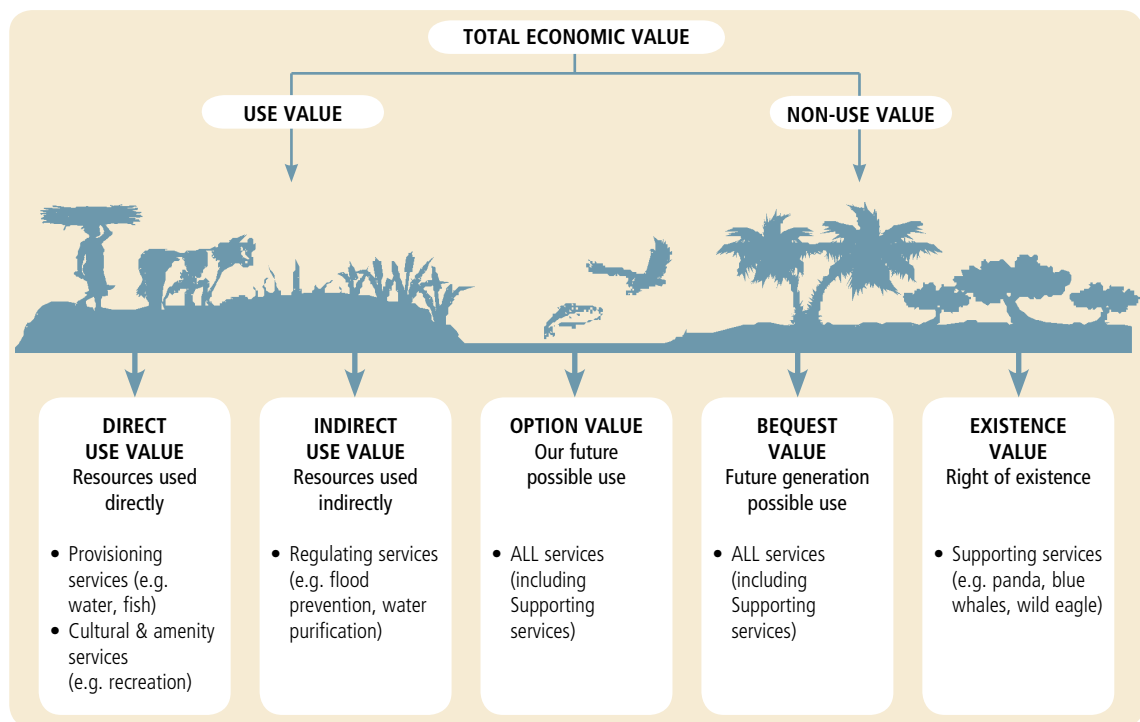 TOTAL ECONOMIC VALUE
USE VALUE
NON-USE VALUE
DIRECT
USE VALUE
Resources used
directly
• Provisioning
services (e.g.
water, fish)
• Cultural & amenity
services
(e.g. recreation)
INDIRECT
USE VALUE
Resources used
indirectly
• Regulating services
(e.g. flood
prevention, water
purification)
OPTION VALUE
Our future
possible use
• ALL services
(including
Supporting
services)
BEQUEST
VALUE
Future generation
possible use
• ALL services
(including
Supporting
services)
EXISTENCE
VALUE
Right of existence
• Supporting services
(e.g. panda, blue
whales, wild eagle)